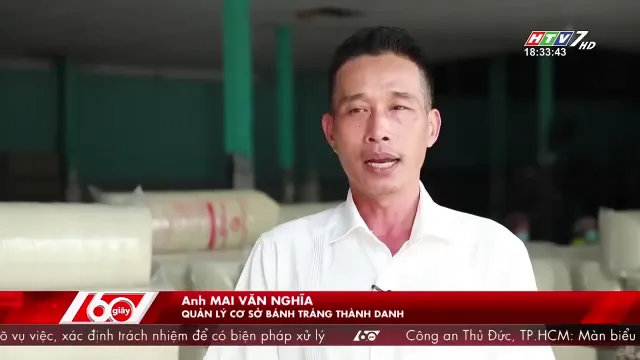 HTV7 HD
18:33:43
Anh MAI VĂN NGHĨA
QUẢN LÝ CƠ SỞ BÁNH TRÁNG THÀNH DANH
60 giây
vụ việc, xác định trách nhiệm để có biện pháp xử lý 60 giây Công an Thủ Đức, TP.HCM: Màn biểu